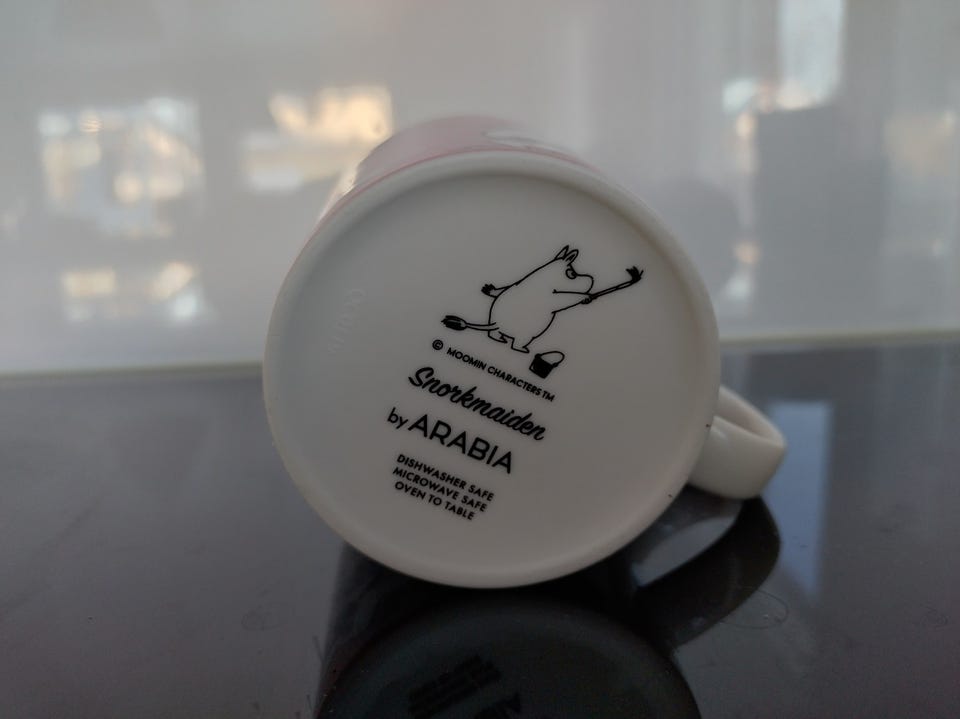 © MOOMIN CHARACTERS TM
Snorkmaiden
by ARABIA
DISHWASHER SAFE
MICROWAVE SAFE
OVEN TO TABLE